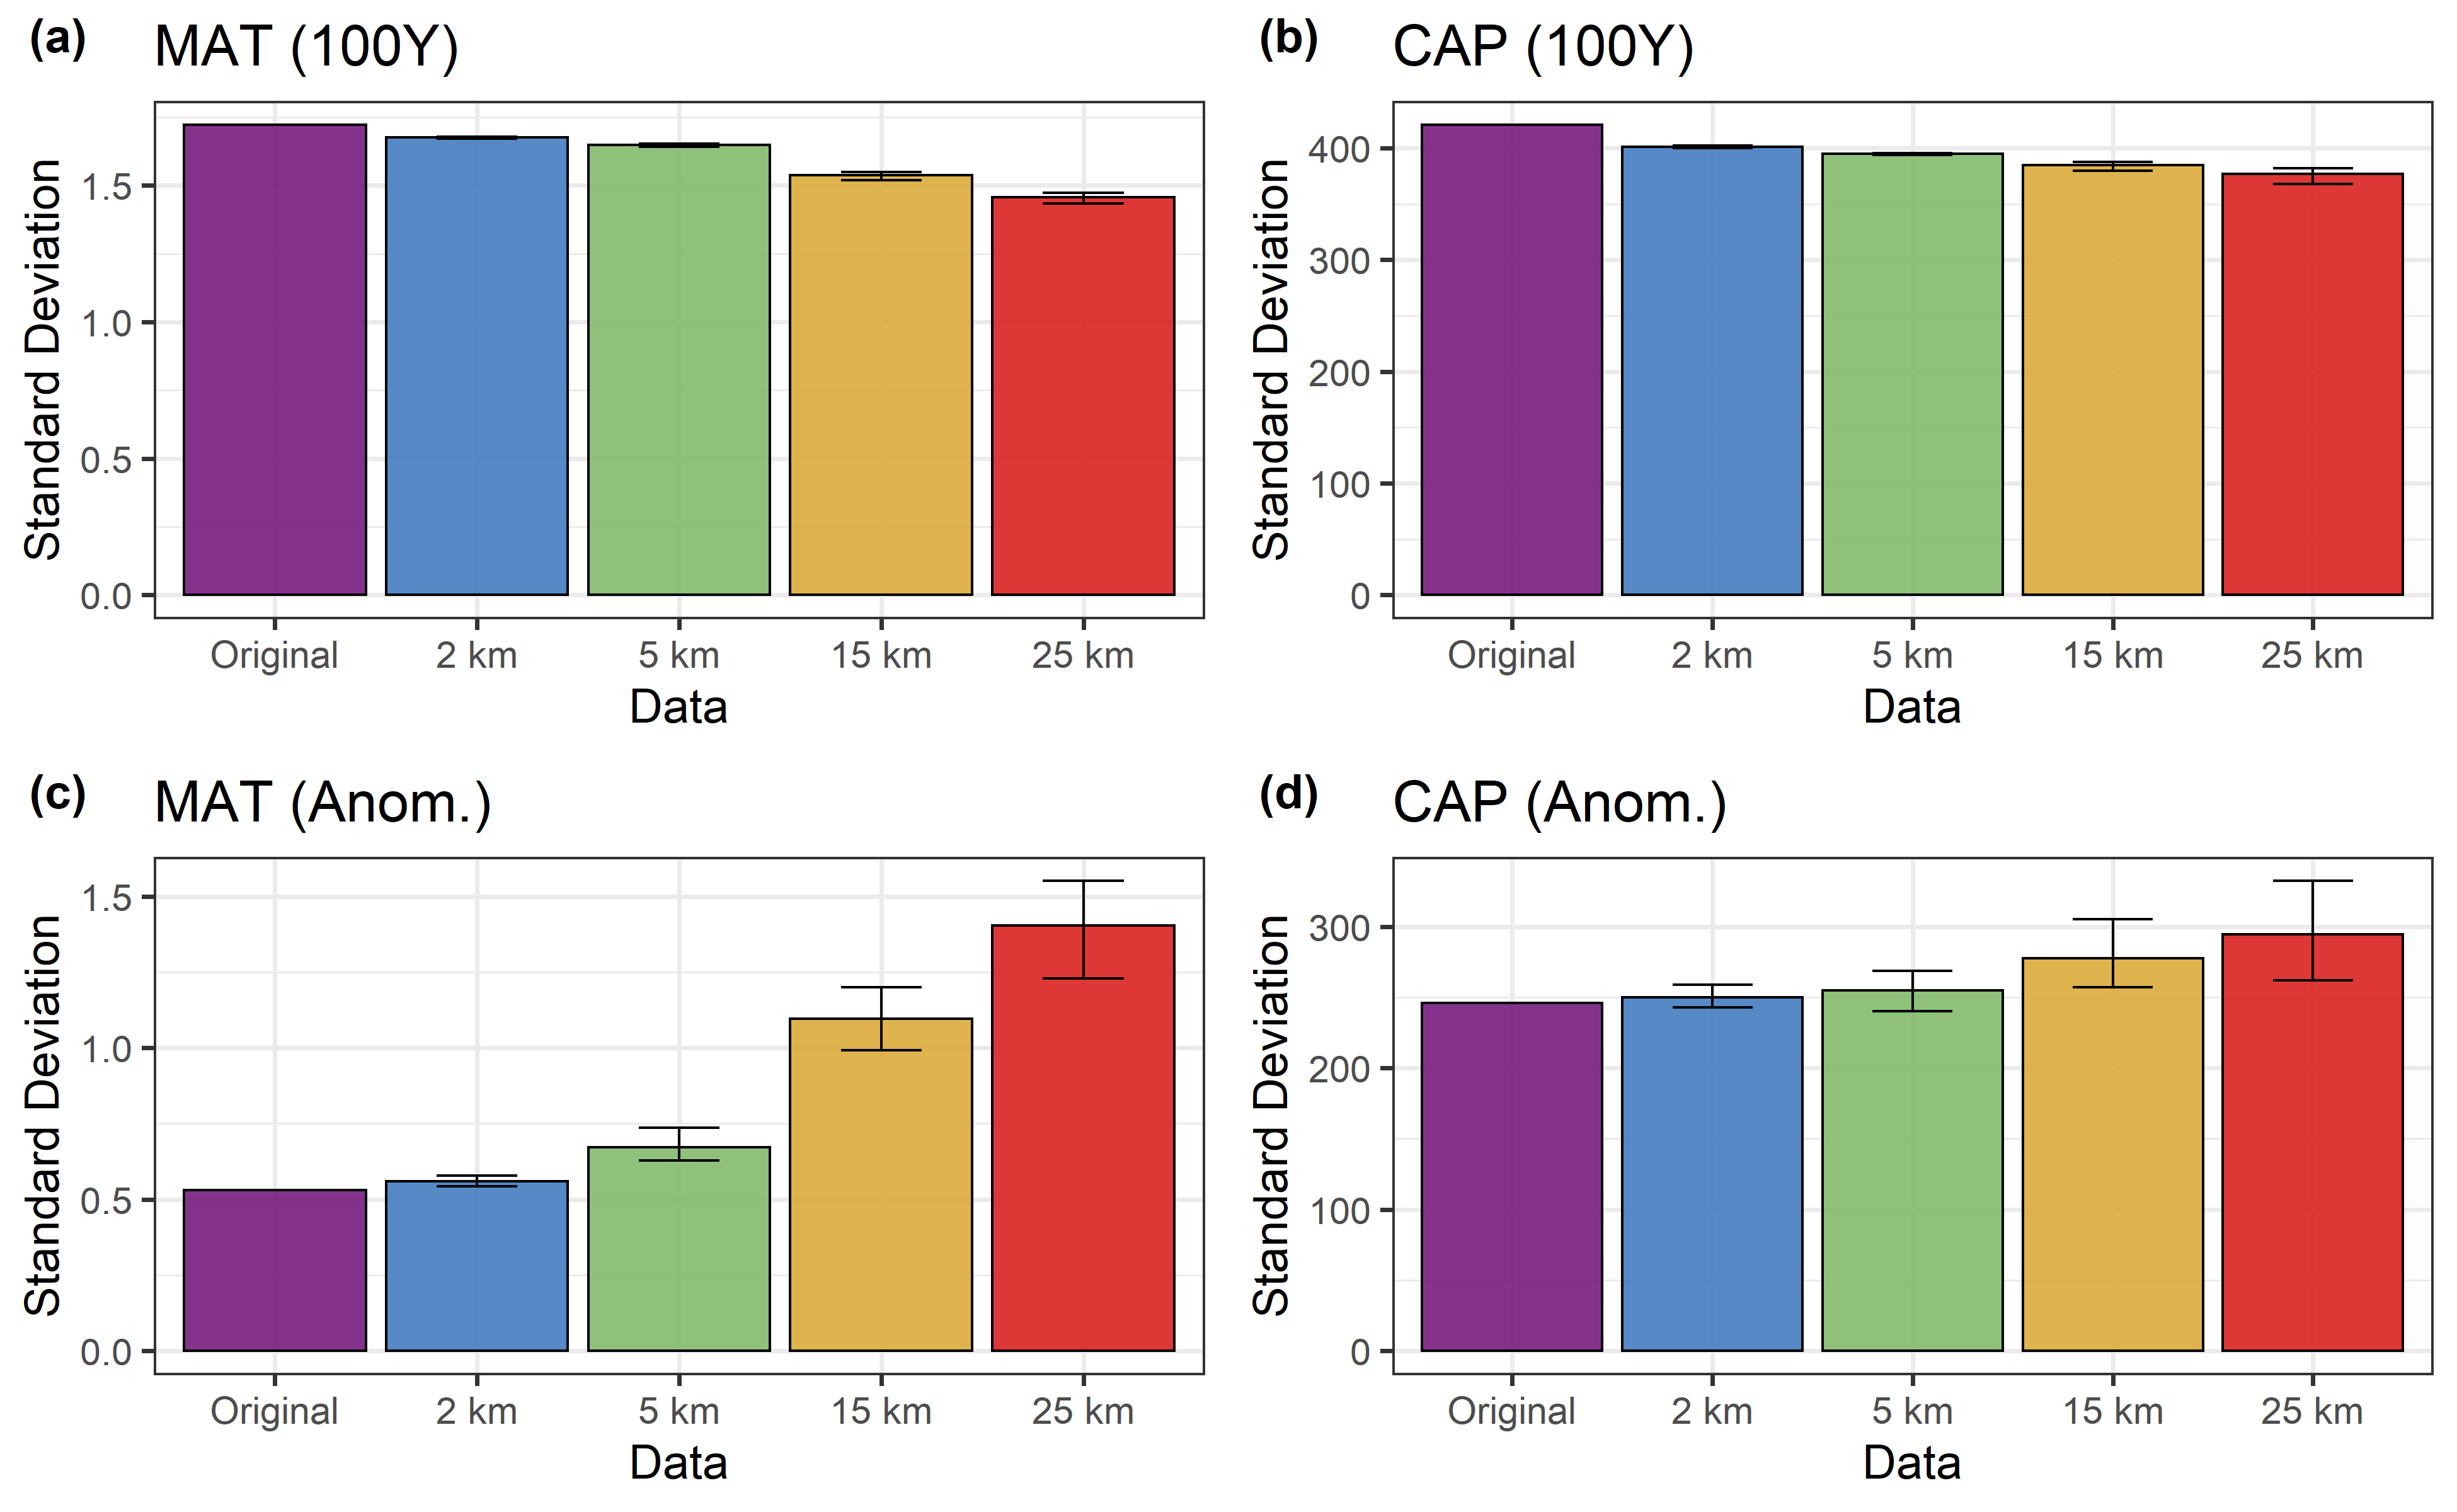 (a) MAT (100Y)
Standard Deviation
1.5
1.0
0.5
0.0
Original 2 km 5 km 15 km 25 km
Data
(b) CAP (100Y)
Standard Deviation
400
300
200
100
0
Original 2 km 5 km 15 km 25 km
Data
(c) MAT (Anom.)
Standard Deviation
1.5
1.0
0.5
0.0
Original 2 km 5 km 15 km 25 km
Data
(d) CAP (Anom.)
Standard Deviation
300
200
100
0
Original 2 km 5 km 15 km 25 km
Data